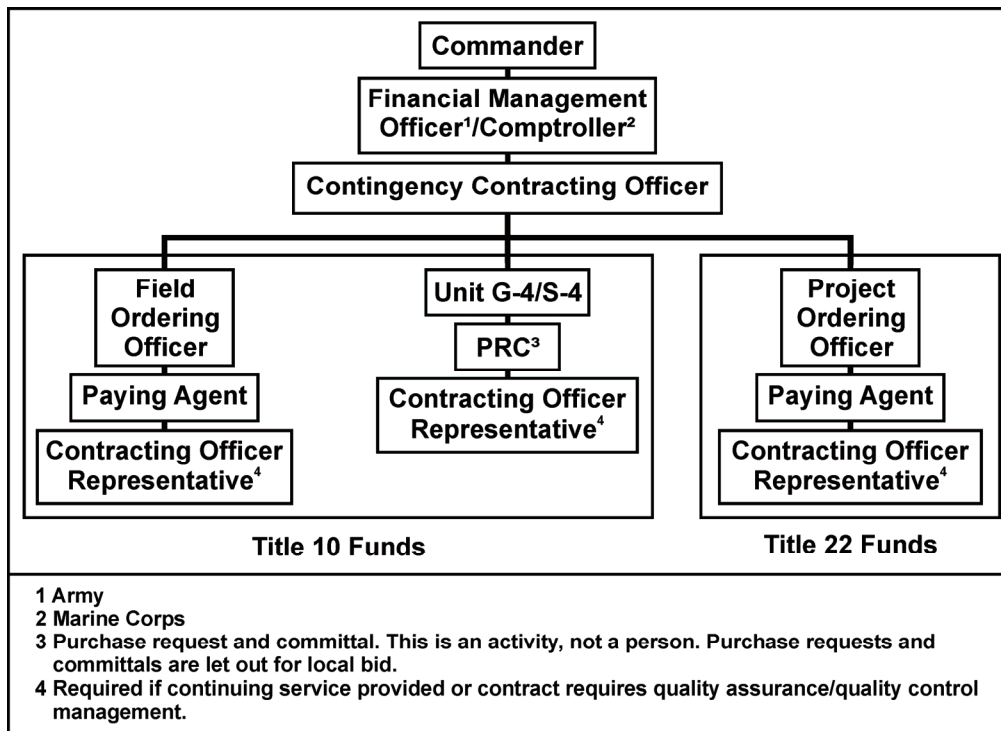 Commander
Financial Management
Officer¹/Comptroller²
Contingency Contracting Officer
Field
Ordering
Officer
Paying Agent
Contracting Officer
Representative⁴
Unit G-4/S-4
PRC³
Contracting Officer
Representative⁴
Project
Ordering
Officer
Paying Agent
Contracting Officer
Representative⁴
Title 10 Funds
Title 22 Funds
1 Army
2 Marine Corps
3 Purchase request and committal. This is an activity, not a person. Purchase requests and
committals are let out for local bid.
4 Required if continuing service provided or contract requires quality assurance/quality control
management.